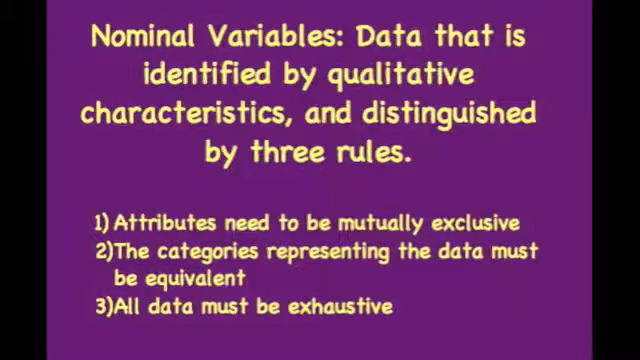 Nominal Variables: Data that is
identified by qualitative
characteristics, and distinguished
by three rules.
1) Attributes need to be mutually exclusive
2)The categories representing the data must
be equivalent
3)All data must be exhaustive